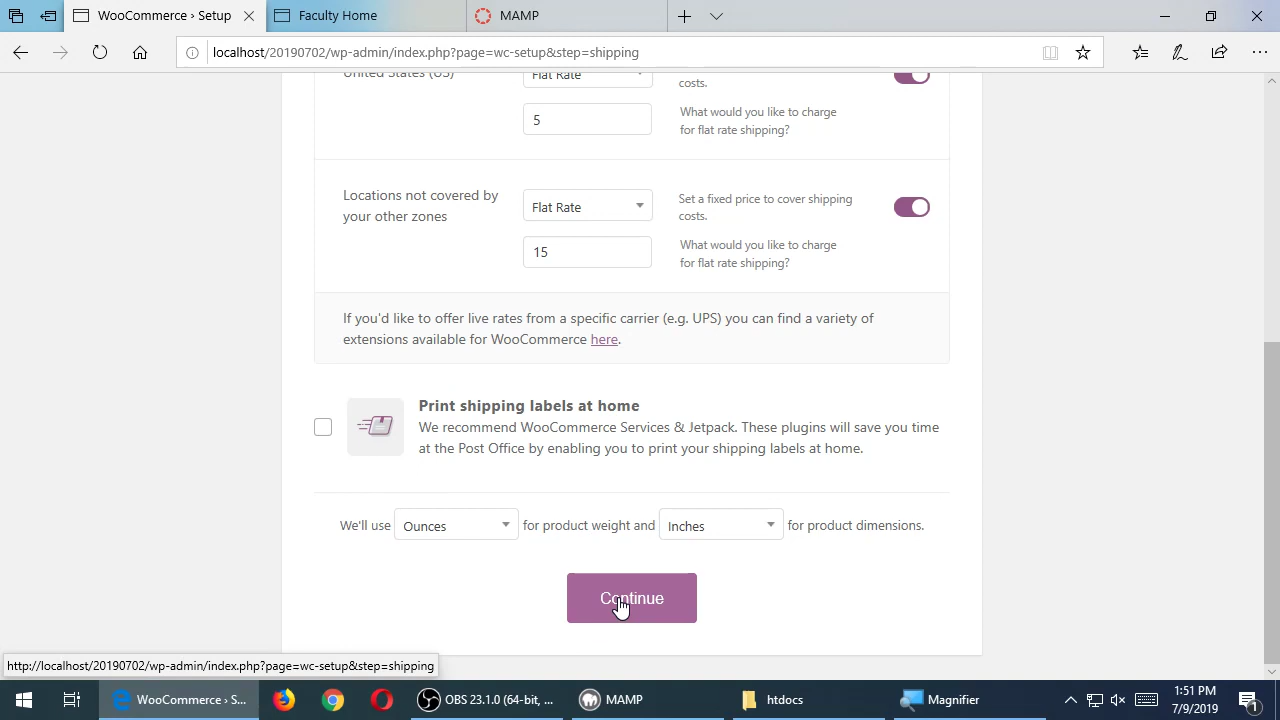 WooCommerce › Setup
Faculty Home
MAMP
localhost/20190702/wp-admin/index.php?page=wc-setup&step=shipping
United States (US)
Flat Rate
costs.
5
What would you like to charge
for flat rate shipping?
Locations not covered by
your other zones
Flat Rate
Set a fixed price to cover shipping
costs.
15
What would you like to charge
for flat rate shipping?
If you'd like to offer live rates from a specific carrier (e.g. UPS) you can find a variety of
extensions available for WooCommerce here.
Print shipping labels at home
We recommend WooCommerce Services & Jetpack. These plugins will save you time
at the Post Office by enabling you to print your shipping labels at home.
We'll use Ounces for product weight and Inches for product dimensions.
Continue
http://localhost/20190702/wp-admin/index.php?page=wc-setup&step=shipping
WooCommerce › S...
OBS 23.1.0 (64-bit, ...
MAMP
htdocs
Magnifier
1:51 PM
7/9/2019
1